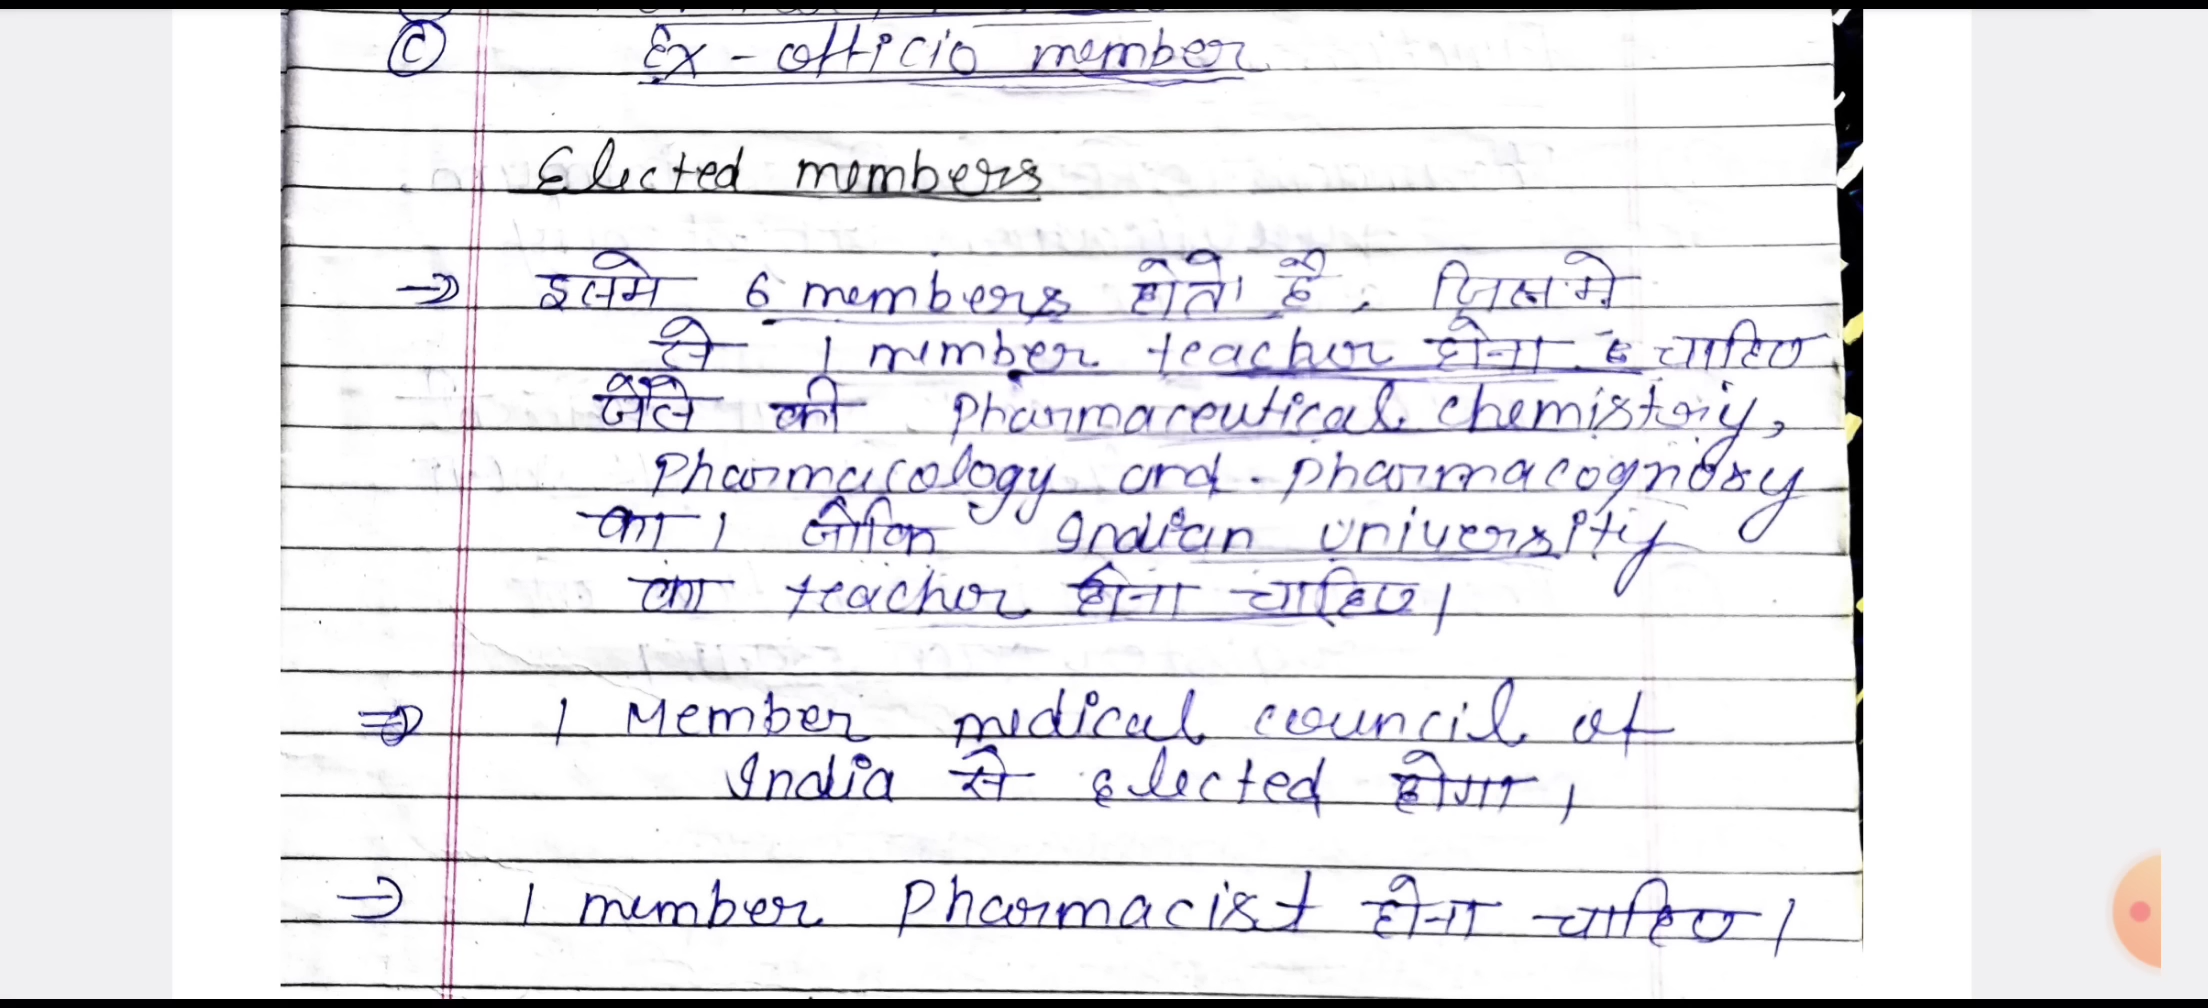 Ⓒ Ex - officio member
Elected members
→ इसमे 6 members होते है, जिसमे
से 1 member teacher होना चाहिए
जैसे की Pharmaceutical chemistry,
Pharmacology and pharmacognosy
का। जोकि Indian university
का teacher होना चाहिए।
⇒ 1 Member medical council of
India से elected होगा।
→ 1 member Pharmacist होना चाहिए।